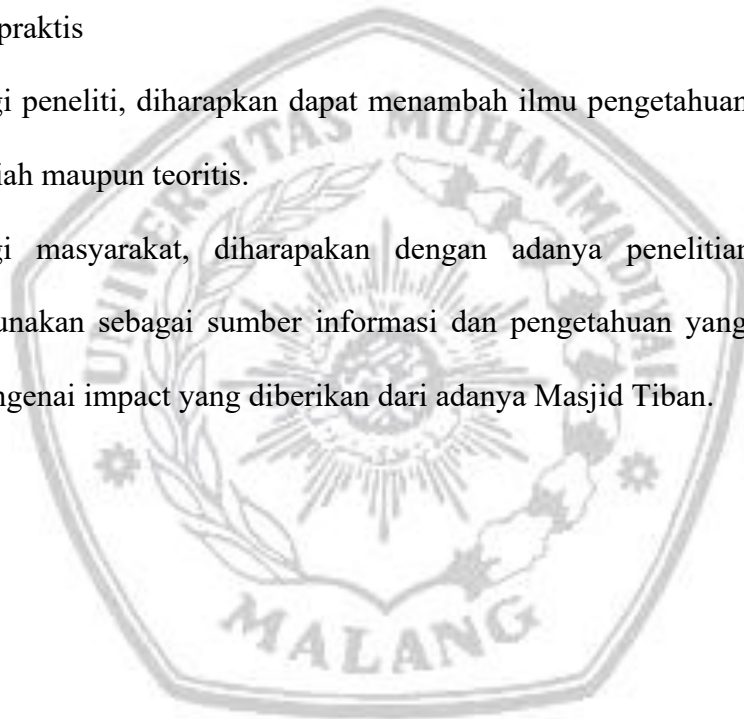 praktis
gi peneliti, diharapkan dapat menambah ilmu pengetahuan
iah maupun teoritis.
gi masyarakat, diharapakan dengan adanya penelitian
unakan sebagai sumber informasi dan pengetahuan yang
ngenai impact yang diberikan dari adanya Masjid Tiban.
UNIVERSITAS MUHAMMADIYAH
MALANG